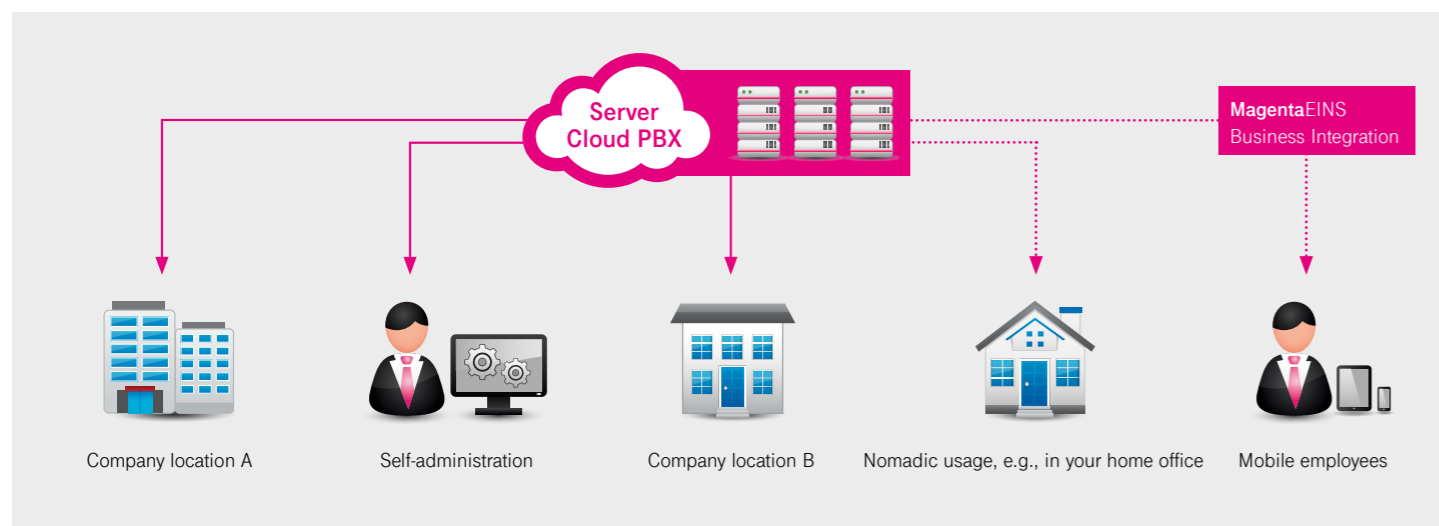 Server
Cloud PBX
MagentaEINS
Business Integration
Company location A
Self-administration
Company location B
Nomadic usage, e.g., in your home office
Mobile employees